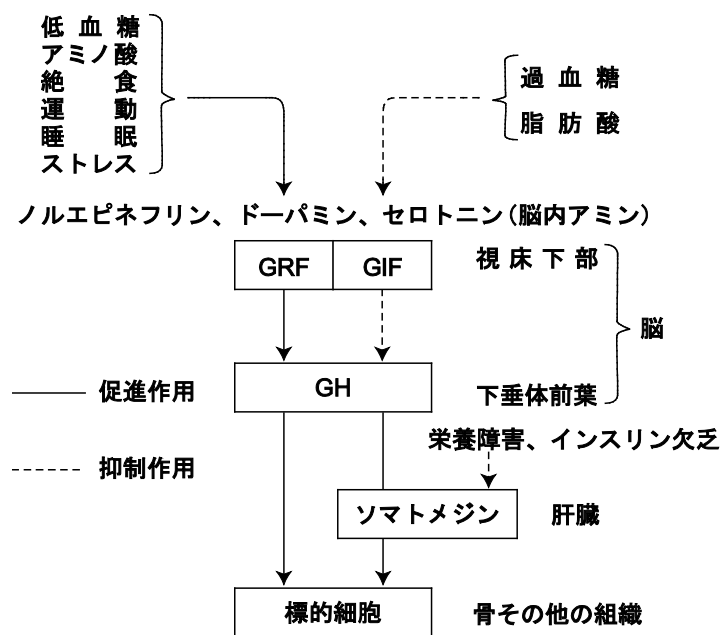 低血糖
アミノ酸
絶食
運動
睡眠
ストレス
過血糖
脂肪酸
ノルエピネフリン、ドーパミン、セロトニン(脳内アミン)
GRF
GIF
視床下部
脳
GH
下垂体前葉
促進作用
抑制作用
栄養障害、インスリン欠乏
ソマトメジン
肝臓
標的細胞
骨その他の組織